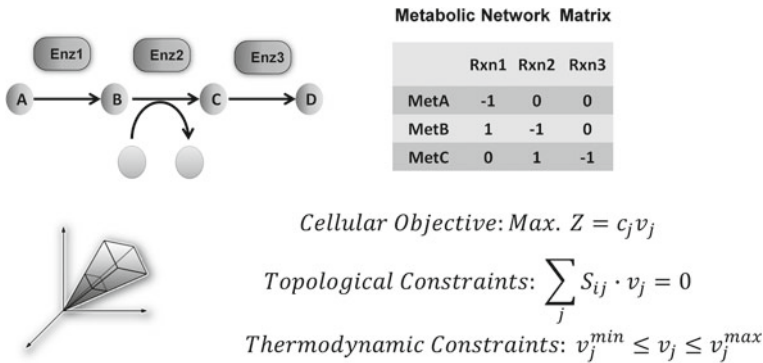 Enz1 Enz2 Enz3
A B C D
Metabolic Network Matrix
Rxn1 Rxn2 Rxn3
MetA -1 0 0
MetB 1 -1 0
MetC 0 1 -1
Cellular Objective: Max. Z = c_j v_j
Topological Constraints: ∑_j S_ij · v_j = 0
Thermodynamic Constraints: v_j^min ≤ v_j ≤ v_j^max